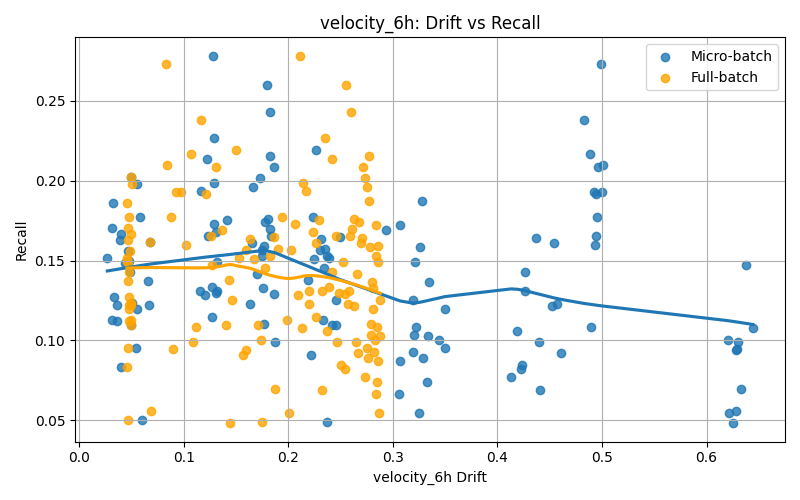 velocity_6h: Drift vs Recall
Micro-batch
Full-batch
Recall
0.25
0.20
0.15
0.10
0.05
0.0
0.1
0.2
0.3
0.4
0.5
0.6
velocity_6h Drift